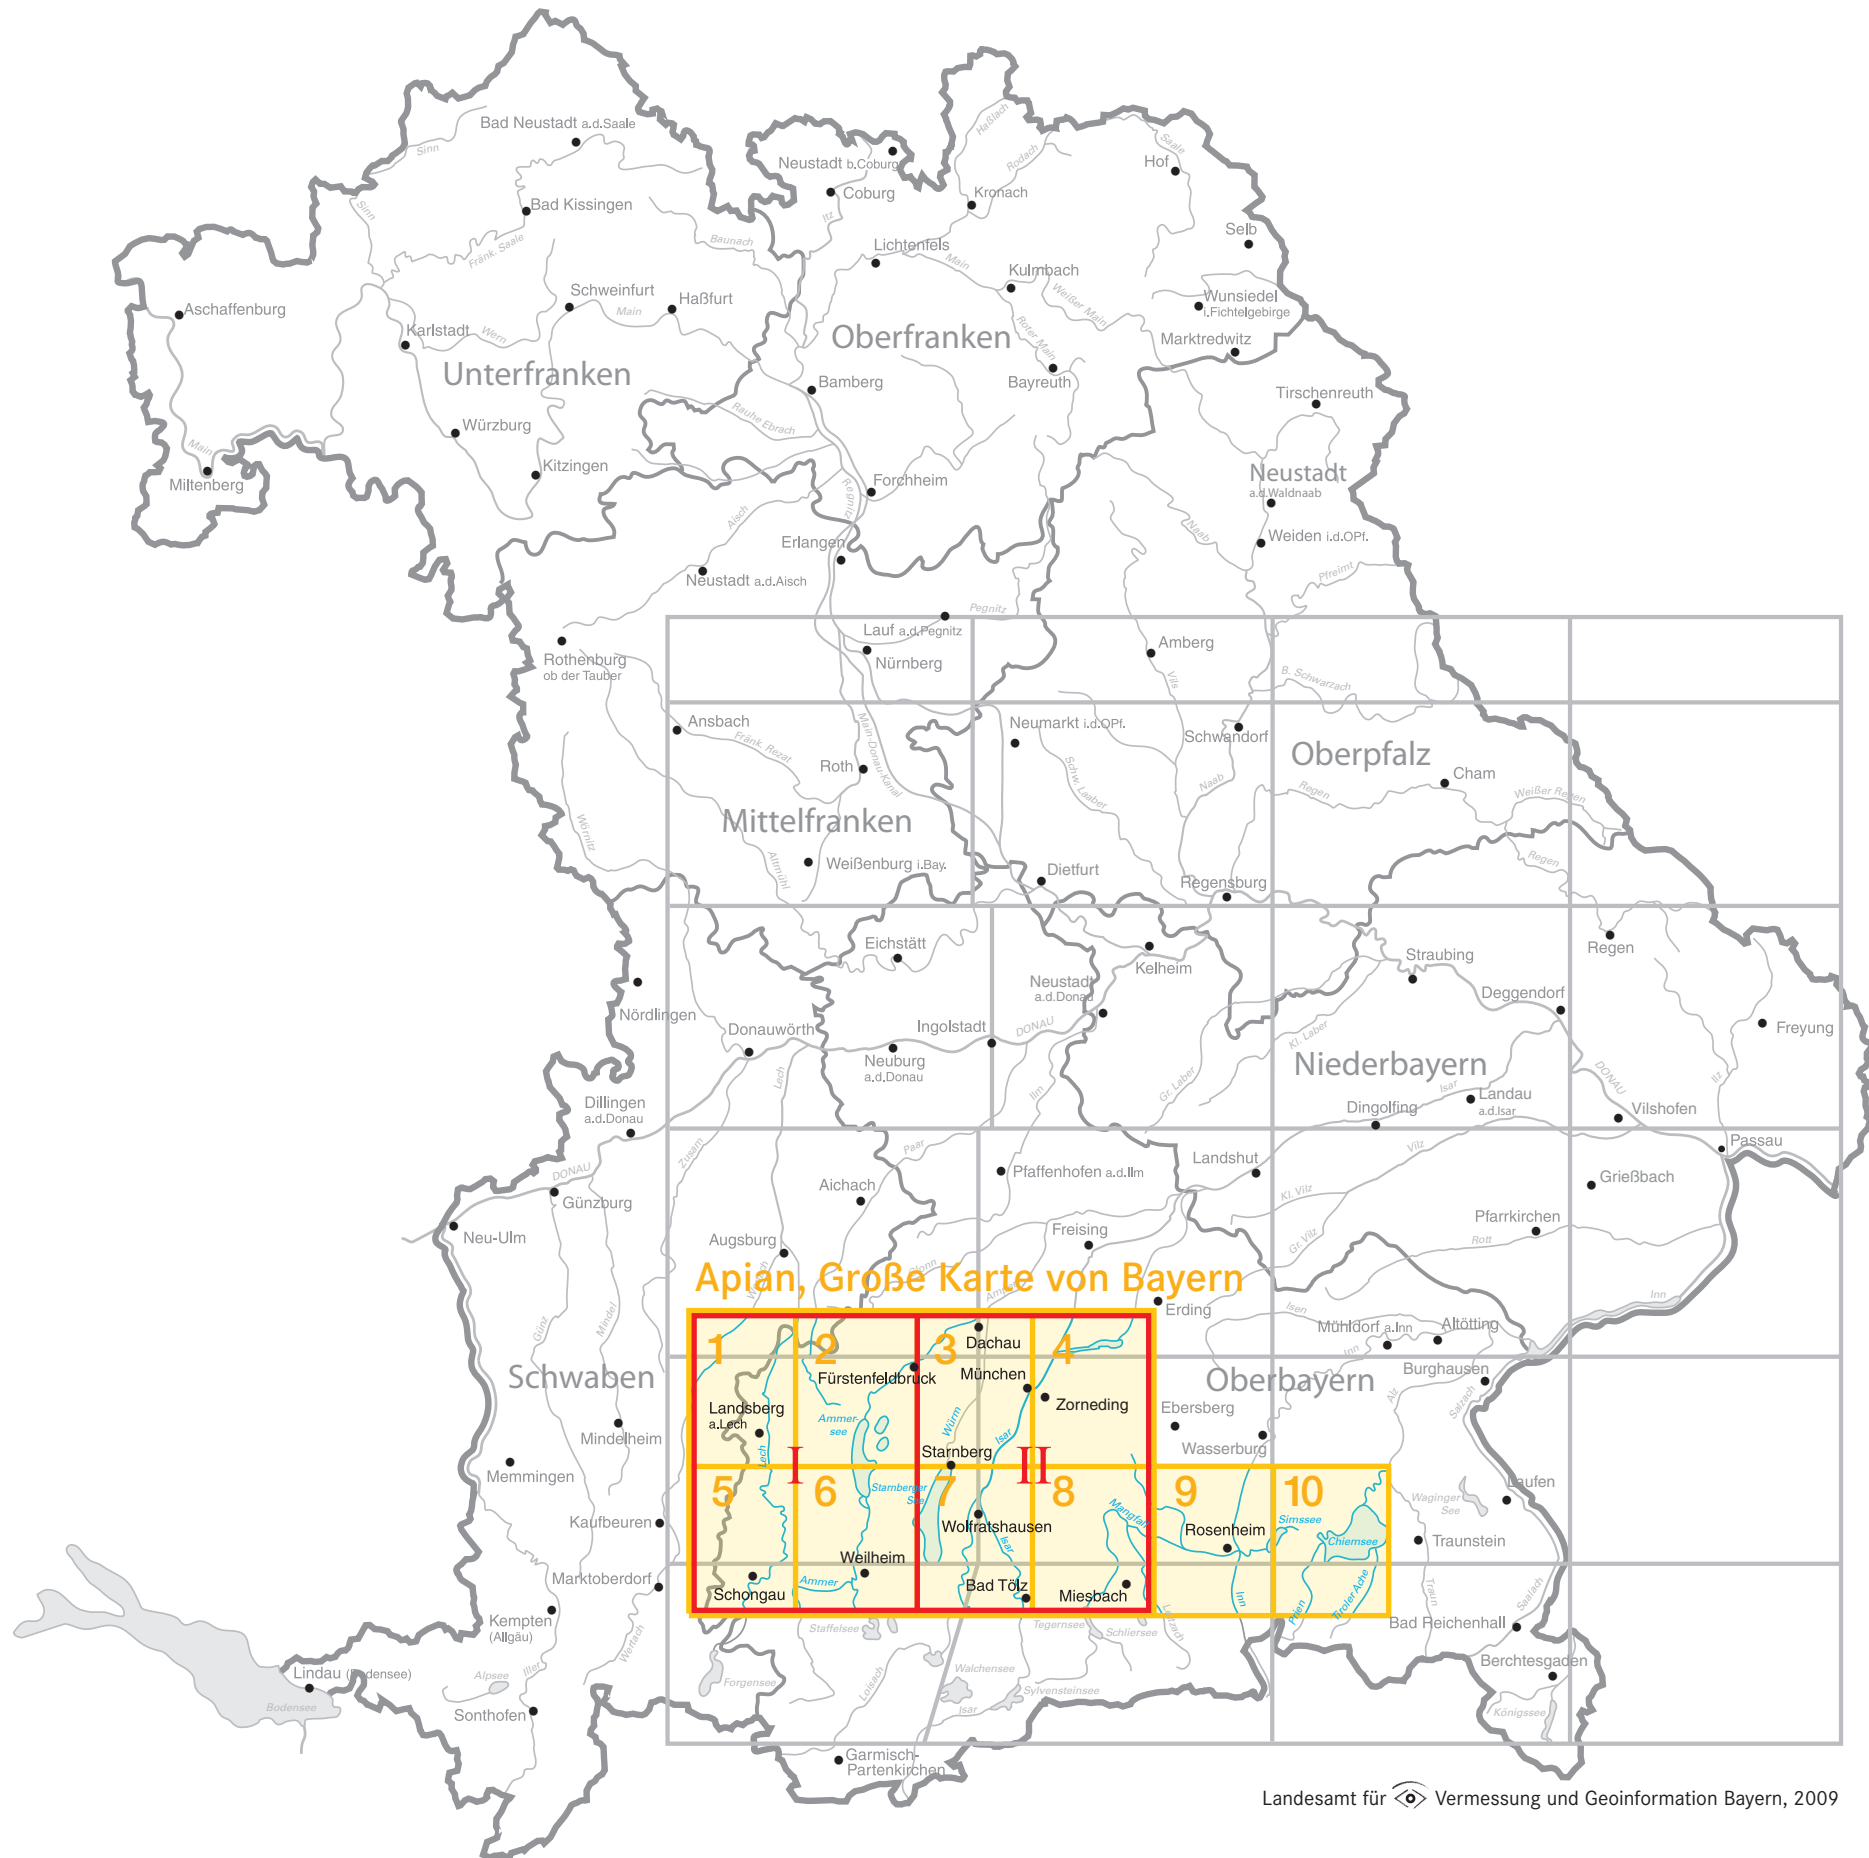 Bad Neustadt a.d.Saale
Sinn
Neustadt b.Coburg
Haßlach
Rodach
Saale
Hof
Coburg
Kronach
Sinn
Bad Kissingen
Itz
Selb
Fränk. Saale
Baunach
Lichtenfels
Main
Kulmbach
Weißer Main
Schweinfurt
Haßfurt
Wunsiedel
i.Fichtelgebirge
Aschaffenburg
Main
Karlstadt
Wern
Oberfranken
Roter Main
Marktredwitz
Unterfranken
Bamberg
Bayreuth
Tirschenreuth
Rauhe Ebrach
Würzburg
Main
Kitzingen
Neustadt
a.d.Waldnaab
Miltenberg
Forchheim
Regnitz
Aisch
Naab
Erlangen
Weiden i.d.OPf.
Neustadt a.d.Aisch
Pfreimt
Pegnitz
Lauf a.d.Pegnitz
Amberg
Rothenburg
ob der Tauber
Nürnberg
Vils
B. Schwarzach
Ansbach
Fränk. Rezat
Main-Donau-Kanal
Neumarkt i.d.OPf.
Schwandorf
Oberpfalz
Roth
Schw. Laaber
Naab
Regen
Cham
Weißer Regen
Wörnitz
Mittelfranken
Altmühl
Weißenburg i.Bay.
Dietfurt
Regensburg
Regen
Eichstätt
Kelheim
Straubing
Regen
Neustadt
a.d.Donau
Deggendorf
Nördlingen
Donauwörth
Ingolstadt
DONAU
Kl. Laber
Freyung
Neuburg
a.d.Donau
Niederbayern
DONAU
Ilz
Lech
Ilm
Gr. Laber
Isar
Landau
a.d.Isar
Dillingen
a.d.Donau
Dingolfing
Vilshofen
Zusam
Paar
Vilz
Passau
DONAU
Pfaffenhofen a.d.Ilm
Landshut
Günzburg
Aichach
Kl. Vilz
Grießbach
Neu-Ulm
Augsburg
Freising
Gr. Vilz
Pfarrkirchen
Rott
Glonn
Apian, Große Karte von Bayern
Inn
Erding
Isen
Günz
Mindel
1
2
3
4
Dachau
Mühldorf a.Inn
Altötting
Inn
Schwaben
Fürstenfeldbruck
München
Oberbayern
Burghausen
Landsberg
a.Lech
Ammer-
see
Würm
Isar
Zorneding
Ebersberg
Alz
Salzach
Mindelheim
Lech
I
Starnberg
II
Wasserburg
Memmingen
5
6
Starnberger
See
7
8
9
10
Waginger
See
Laufen
Kaufbeuren
Wolfratshausen
Mangfall
Rosenheim
Simssee
Chiemsee
Traunstein
Isar
Weilheim
Marktoberdorf
Schongau
Ammer
Bad Tölz
Miesbach
Inn
Prien
Tiroler Ache
Traun
Saalach
Kempten
(Allgäu)
Wertach
Staffelsee
Tegernsee
Schliersee
Leitzach
Bad Reichenhall
Lindau (Bodensee)
Alpsee
Iller
Forgensee
Loisach
Walchensee
Sylvensteinsee
Berchtesgaden
Bodensee
Sonthofen
Isar
Königssee
Garmisch-
Partenkirchen
Landesamt für Vermessung und Geoinformation Bayern, 2009